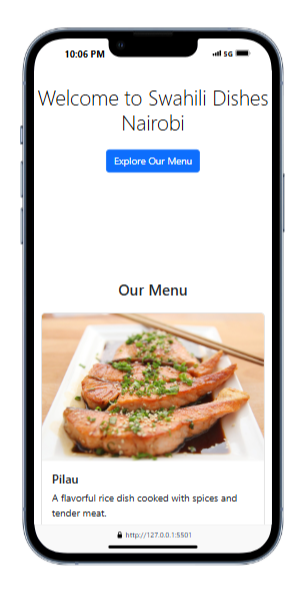 10:06 PM
5G
Welcome to Swahili Dishes
Nairobi
Explore Our Menu
Our Menu
Pilau
A flavorful rice dish cooked with spices and
tender meat.
http://127.0.0.1:5501